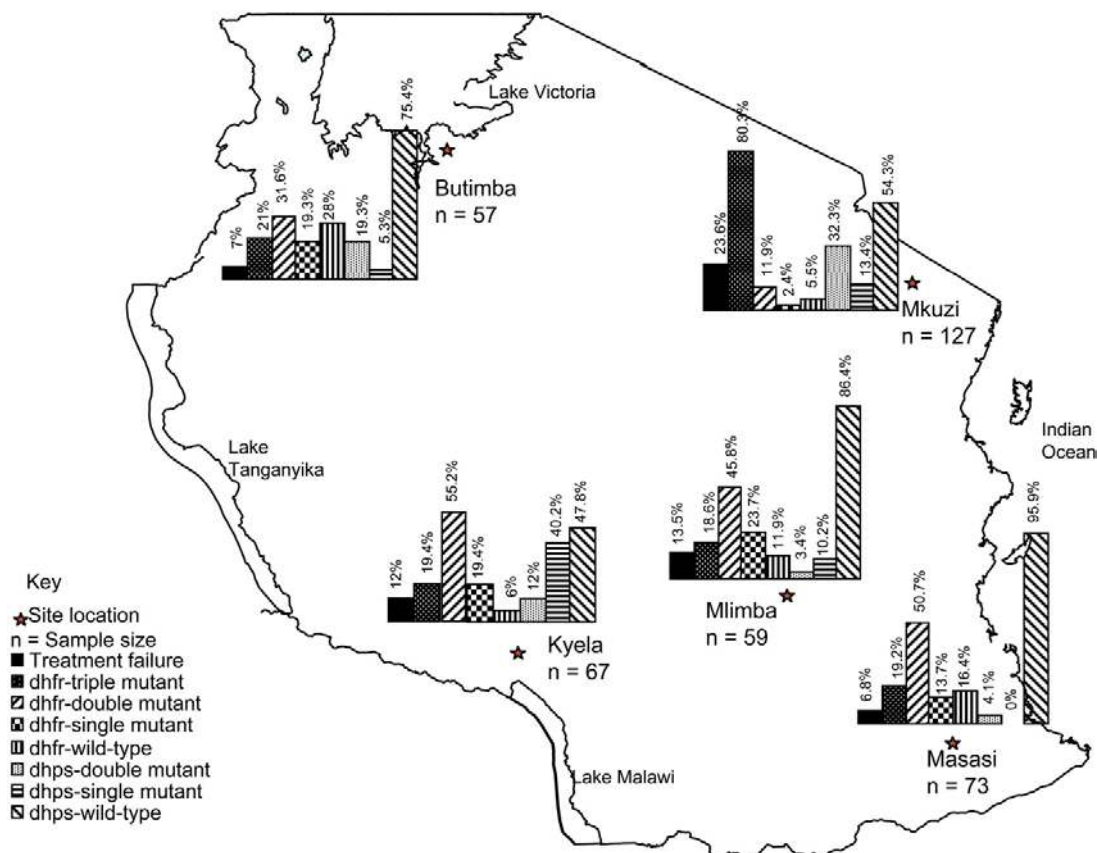 Lake Victoria
7%
21%
31.6%
19.3%
28%
19.3%
5.3%
75.4%
Butimba
n = 57
23.6%
80.3%
11.9%
2.4%
5.5%
32.3%
13.4%
54.3%
Mkuzi
n = 127
Lake
Tanganyika
Indian
Ocean
12%
19.4%
55.2%
19.4%
6%
12%
40.2%
47.8%
Kyela
n = 67
13.5%
18.6%
45.8%
23.7%
11.9%
3.4%
10.2%
86.4%
Mlimba
n = 59
6.8%
19.2%
50.7%
13.7%
16.4%
4.1%
0%
95.9%
Masasi
n = 73
Lake Malawi
Key
Site location
n = Sample size
Treatment failure
dhfr-triple mutant
dhfr-double mutant
dhfr-single mutant
dhfr-wild-type
dhps-double mutant
dhps-single mutant
dhps-wild-type